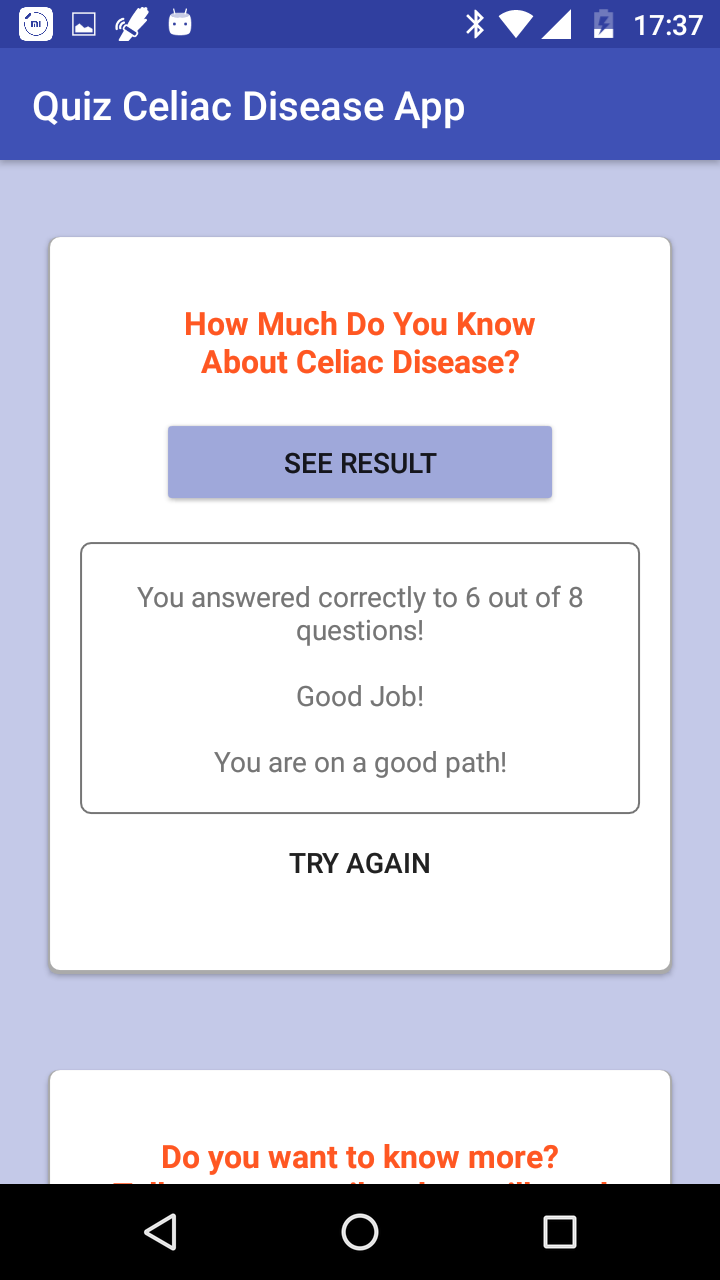 mi
17:37
Quiz Celiac Disease App
How Much Do You Know
About Celiac Disease?
SEE RESULT
You answered correctly to 6 out of 8
questions!
Good Job!
You are on a good path!
TRY AGAIN
Do you want to know more?